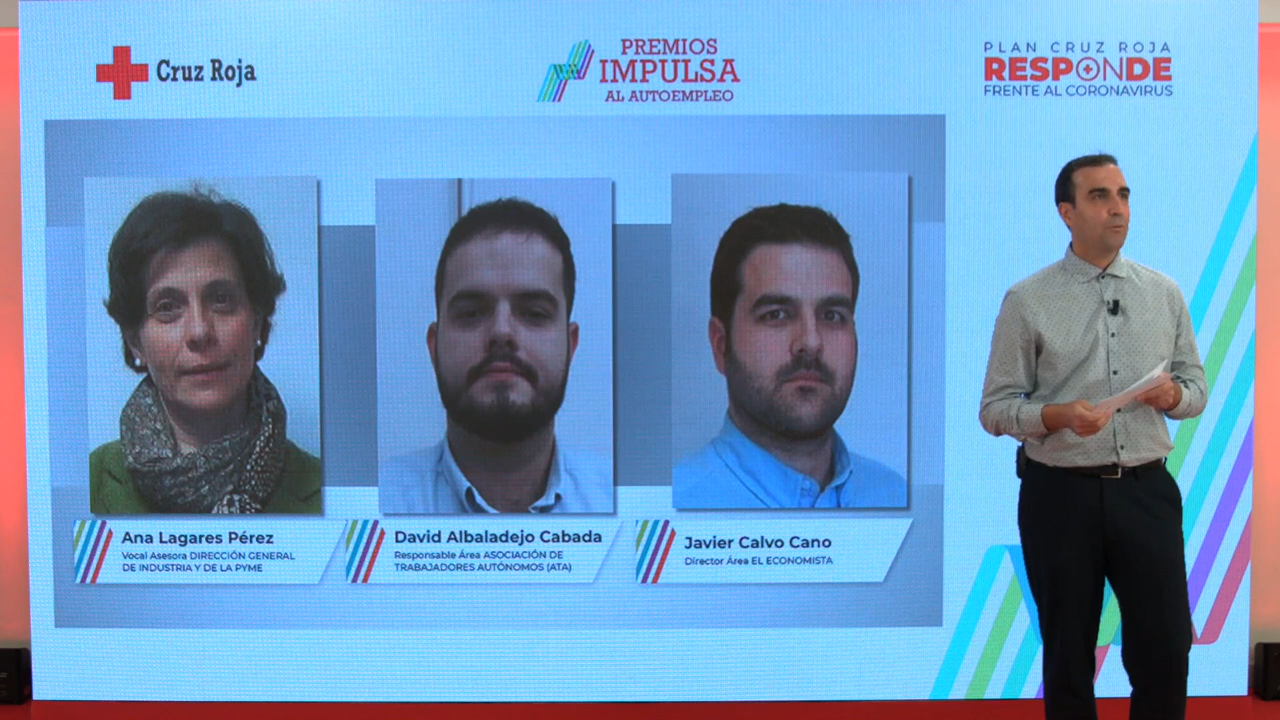 Cruz Roja
PREMIOS
IMPULSA
AL AUTOEMPLEO
PLAN CRUZ ROJA
RESPONDE
FRENTE AL CORONAVIRUS
Ana Lagares Pérez
Vocal Asesora DIRECCIÓN GENERAL
DE INDUSTRIA Y DE LA PYME
David Albaladejo Cabada
Responsable Área ASOCIACIÓN DE
TRABAJADORES AUTÓNOMOS (ATA)
Javier Calvo Cano
Director Área EL ECONOMISTA